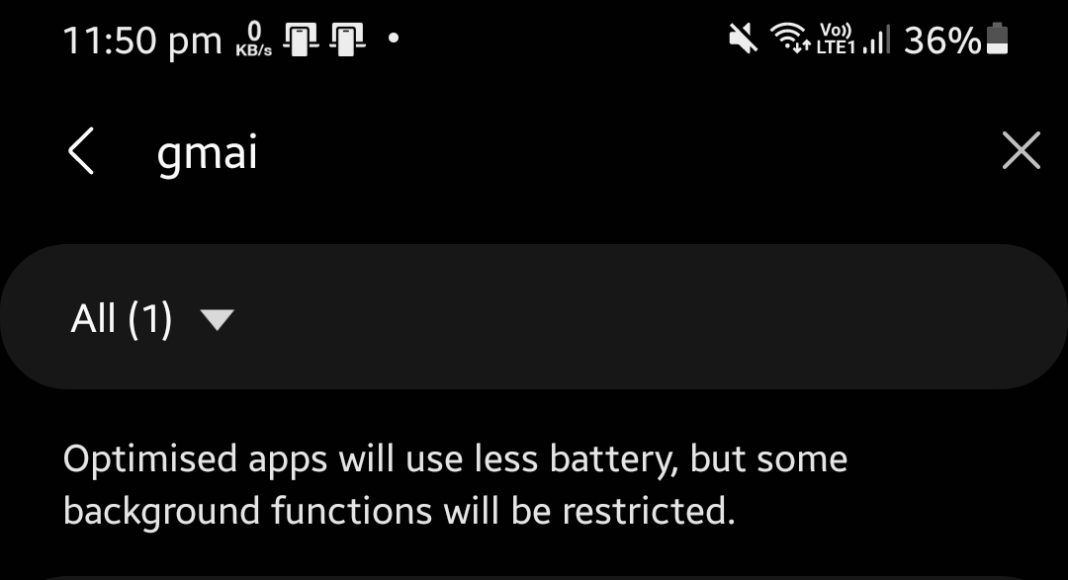 11:50 pm 0 KB/s Vo)) LTE1 36%
gmai
All (1)
Optimised apps will use less battery, but some
background functions will be restricted.